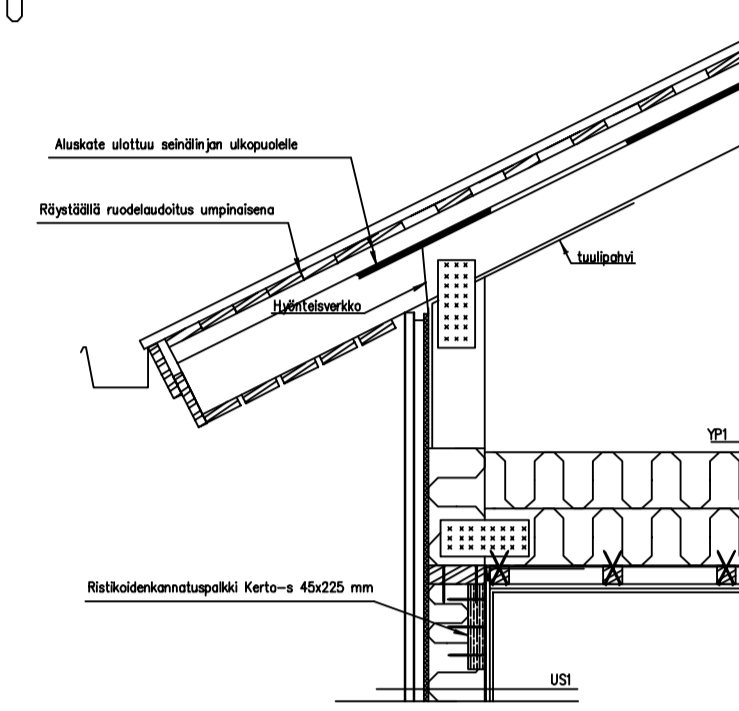 Aluskate ulottuu seinälinjan ulkopuolelle
Räystäällä ruodelaudoitus umpinaisena
tuulipahvi
Hyönteisverkko
YP1
Ristikoidenkannatuspalkki Kerto-s 45x225 mm
US1